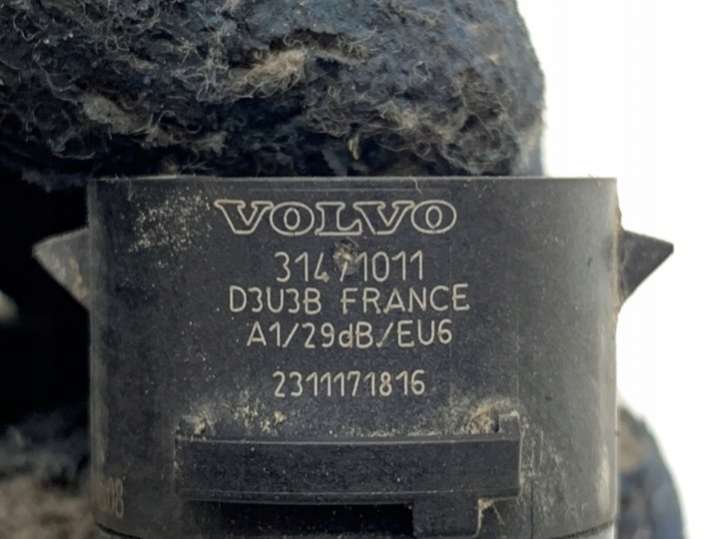 VOLVO
31471011
D3U3B FRANCE
A1/29dB/EU6
2311171816